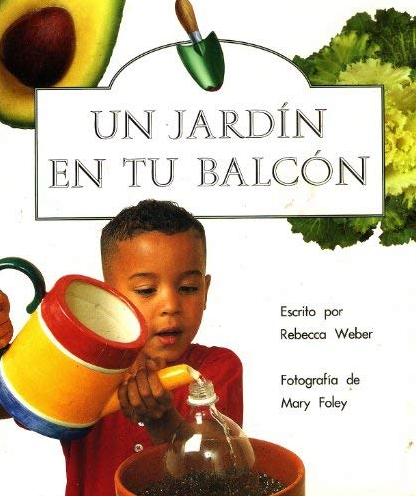 UN JARDÍN
EN TU BALCÓN
Escrito por
Rebecca Weber
Fotografía de
Mary Foley